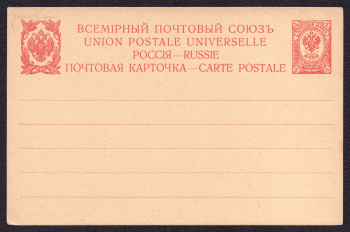 ВСЕМІРНЫЙ ПОЧТОВЫЙ СОЮЗЪ
UNION POSTALE UNIVERSELLE
РОССІЯ—RUSSIE
ПОЧТОВАЯ КАРТОЧКА—CARTE POSTALE